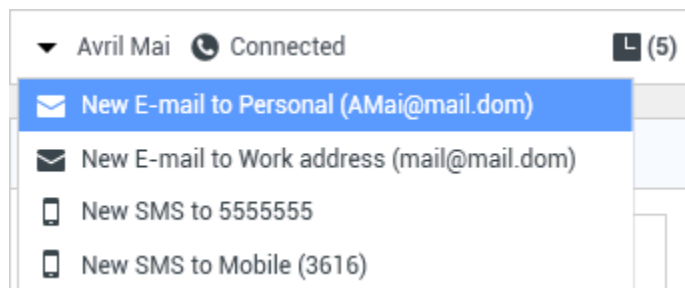 Avril Mai Connected (5)
New E-mail to Personal (AMai@mail.dom)
New E-mail to Work address (mail@mail.dom)
New SMS to 5555555
New SMS to Mobile (3616)